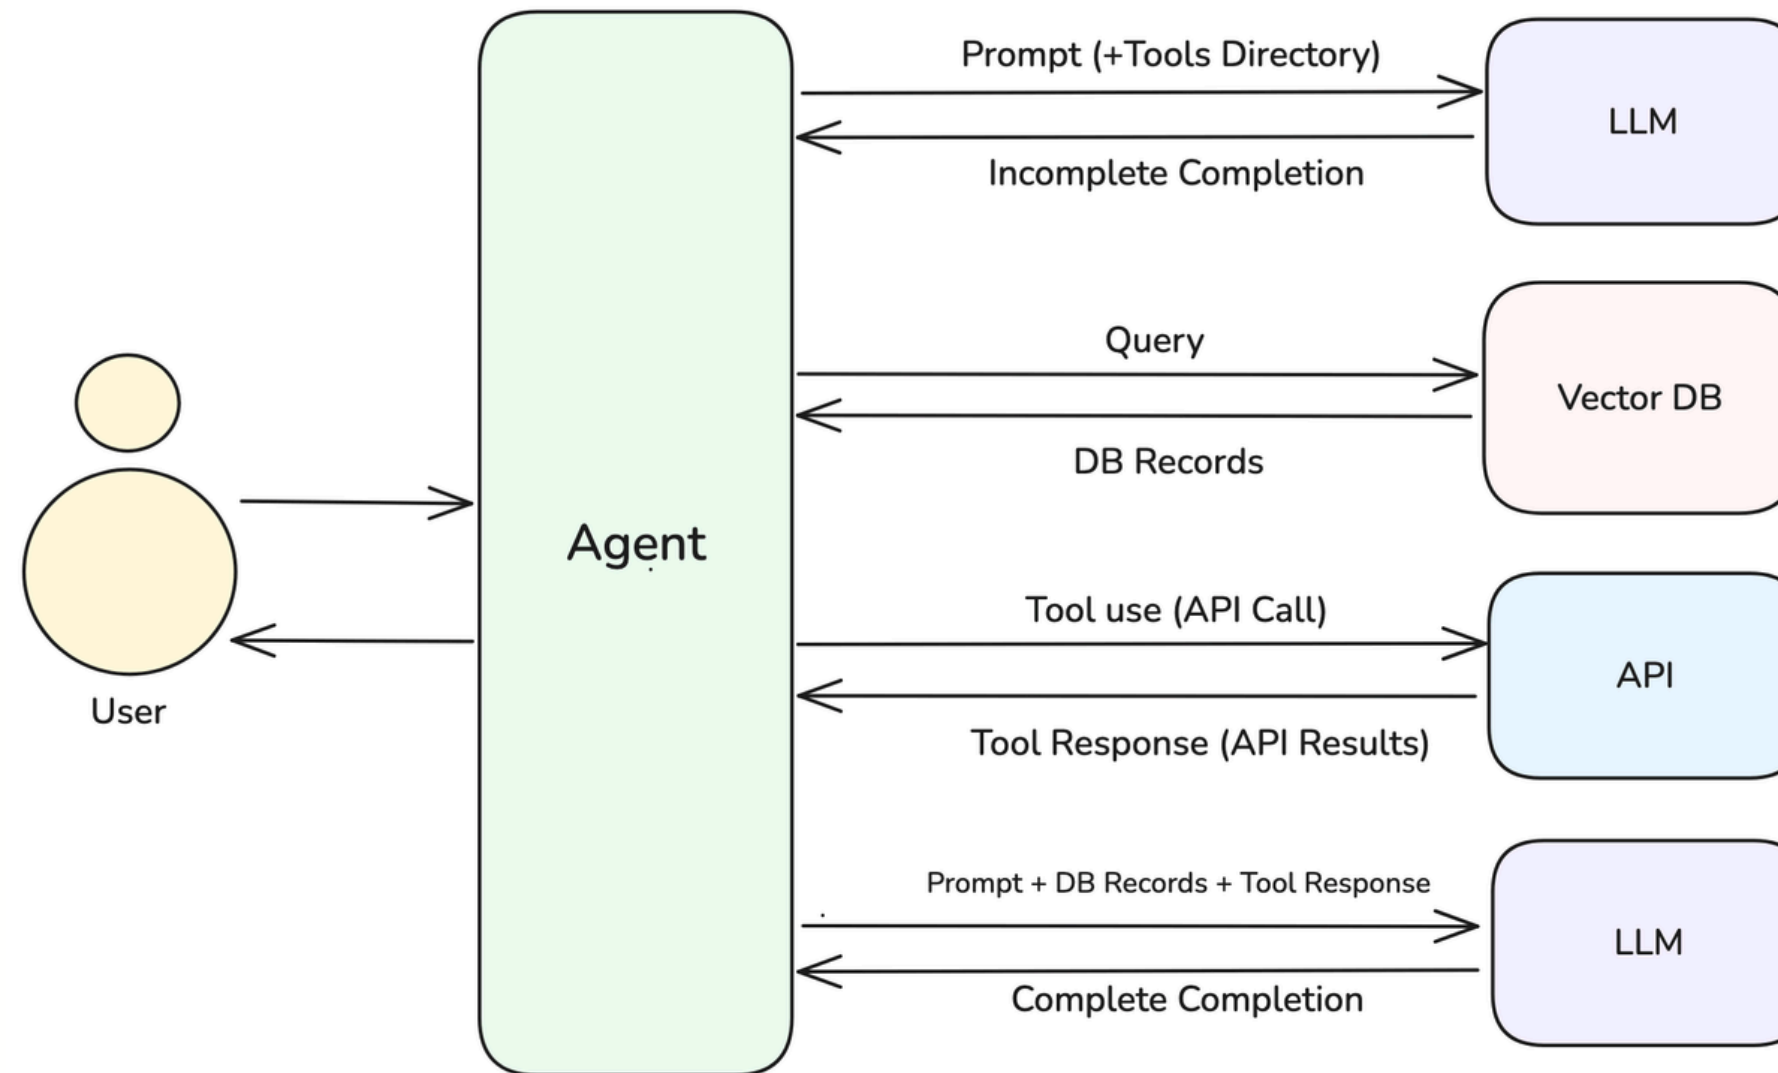 Prompt (+Tools Directory)
LLM
Incomplete Completion
Query
Vector DB
DB Records
Agent
Tool use (API Call)
API
User
Tool Response (API Results)
Prompt + DB Records + Tool Response
LLM
Complete Completion